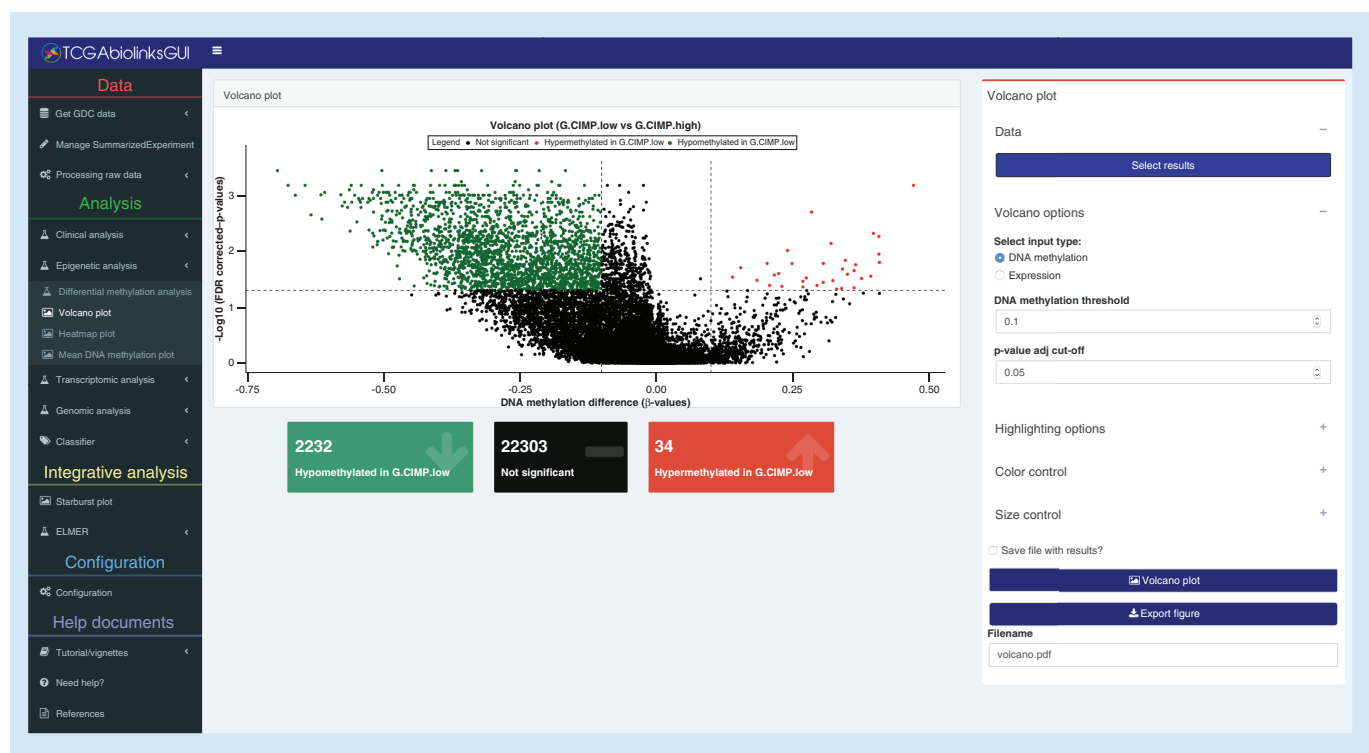 TCGAbiolinksGUI
Data
Get GDC data
Manage SummarizedExperiment
Processing raw data
Analysis
Clinical analysis
Epigenetic analysis
Differential methylation analysis
Volcano plot
Heatmap plot
Mean DNA methylation plot
Transcriptomic analysis
Genomic analysis
Classifier
Integrative analysis
Starburst plot
ELMER
Configuration
Configuration
Help documents
Tutorial/vignettes
Need help?
References
Volcano plot
Volcano plot (G.CIMP.low vs G.CIMP.high)
Legend Not significant Hypermethylated in G.CIMP.low Hypomethylated in G.CIMP.low
-Log10 (FDR corrected–p-values)
3
2
1
0
-0.75 -0.50 -0.25 0.00 0.25 0.50
DNA methylation difference (β-values)
2232
Hypomethylated in G.CIMP.low
22303
Not significant
34
Hypermethylated in G.CIMP.low
Volcano plot
Data
Select results
Volcano options
Select input type:
DNA methylation
Expression
DNA methylation threshold
0.1
p-value adj cut-off
0.05
Highlighting options
Color control
Size control
Save file with results?
Volcano plot
Export figure
Filename
volcano.pdf